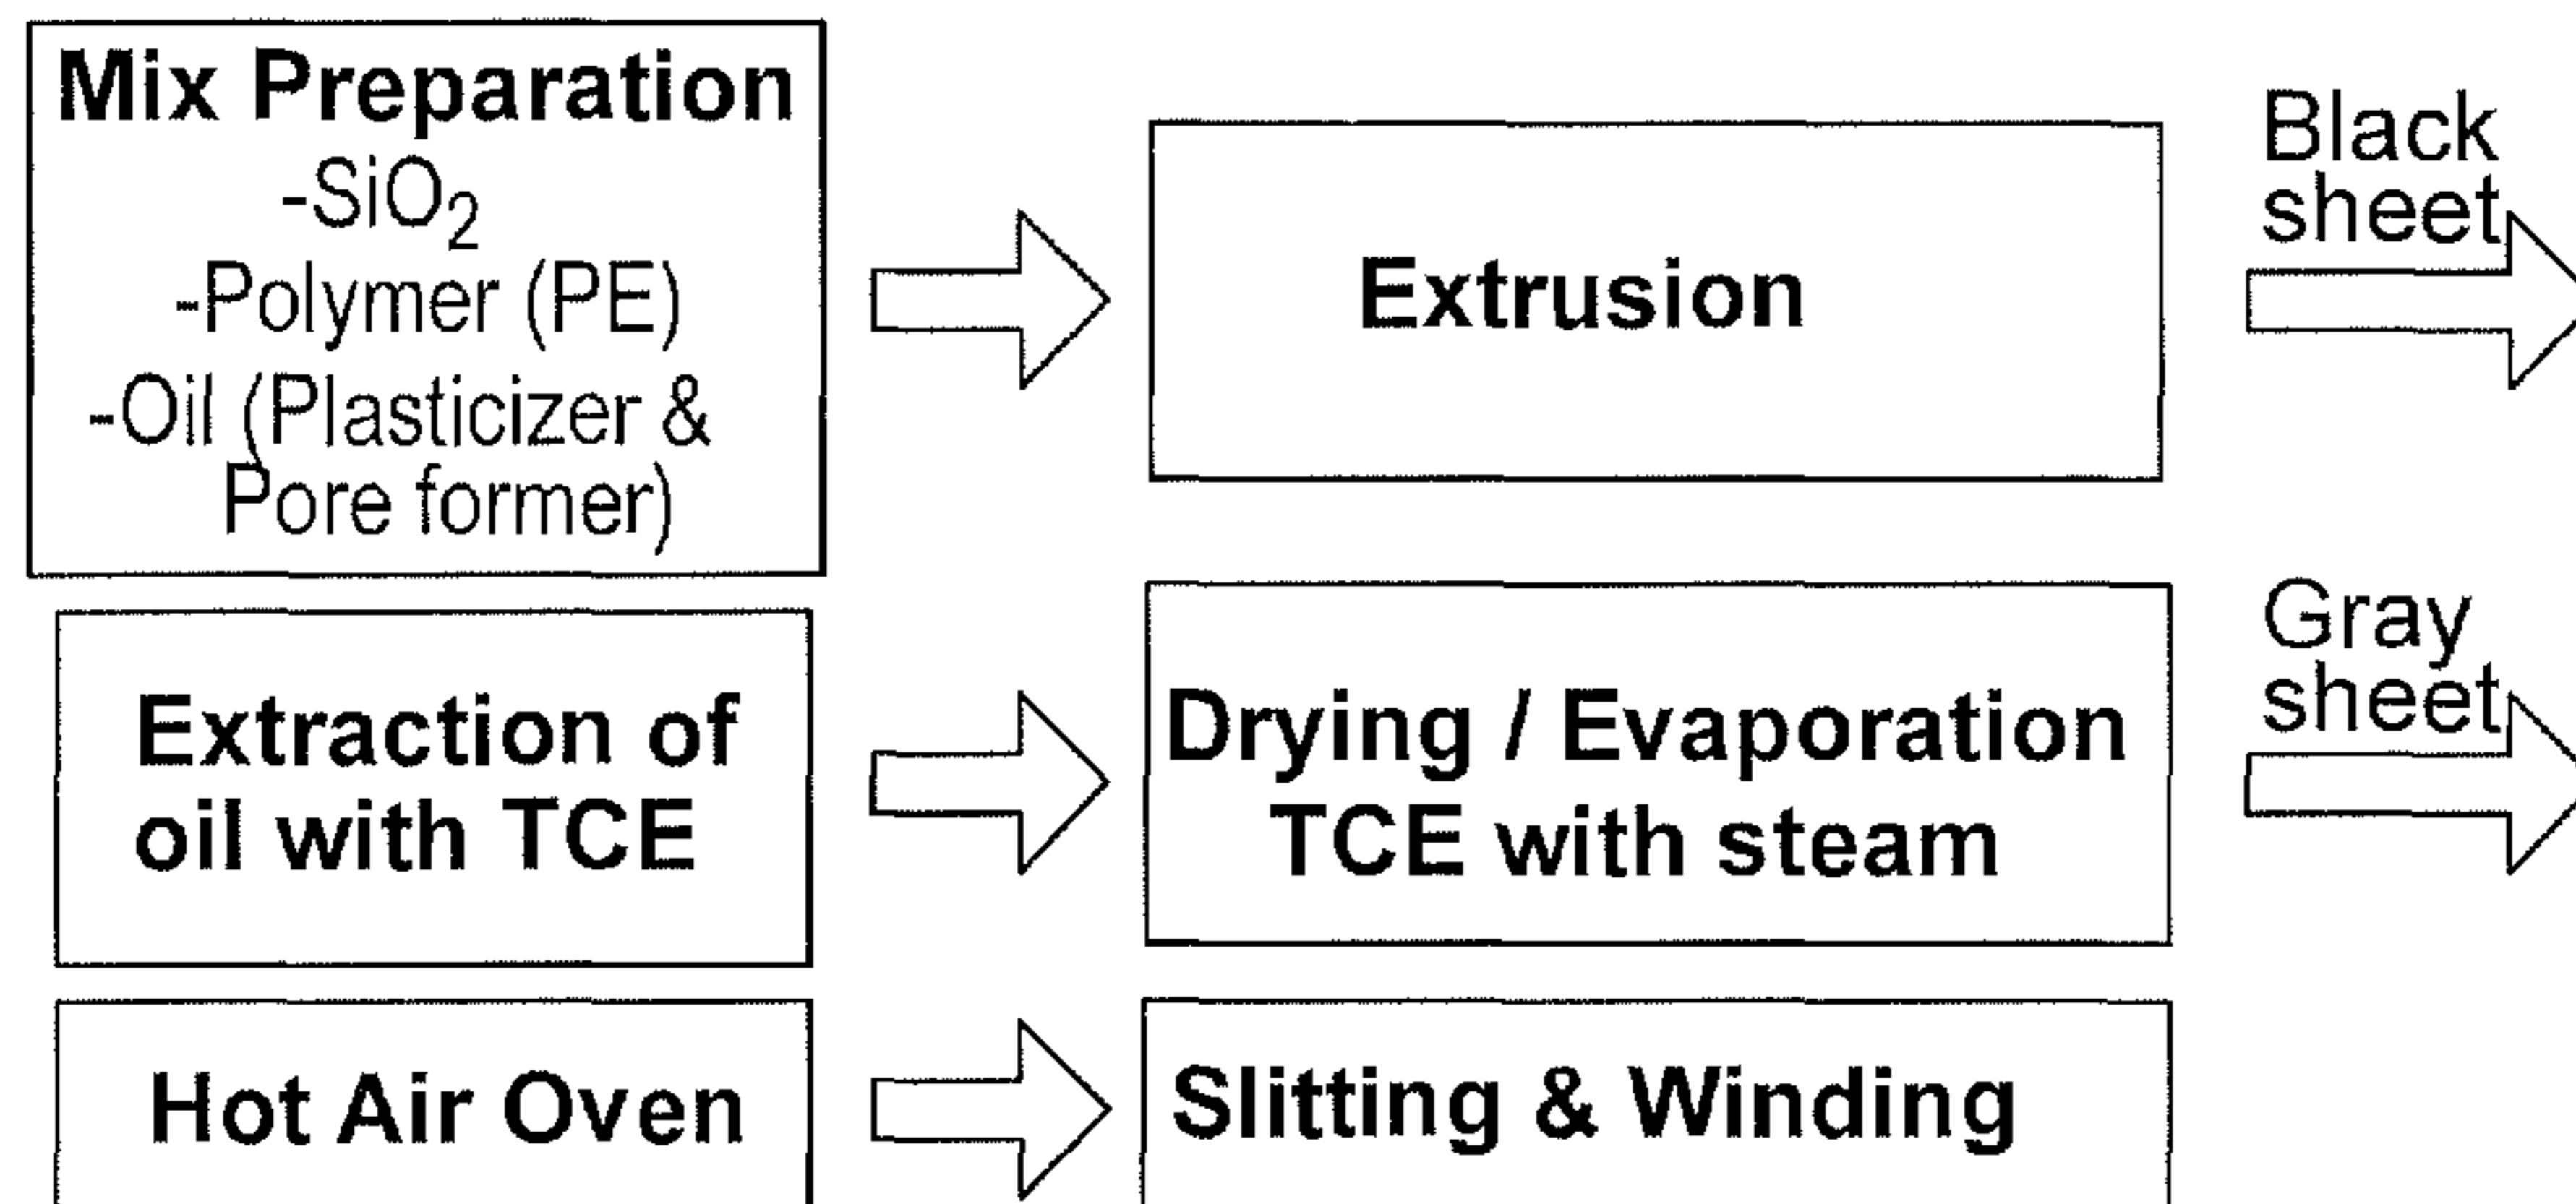 Mix Preparation
-SiO₂
-Polymer (PE)
-Oil (Plasticizer &
Pore former)
Extrusion
Black
sheet
Extraction of
oil with TCE
Drying / Evaporation
TCE with steam
Gray
sheet
Hot Air Oven
Slitting & Winding